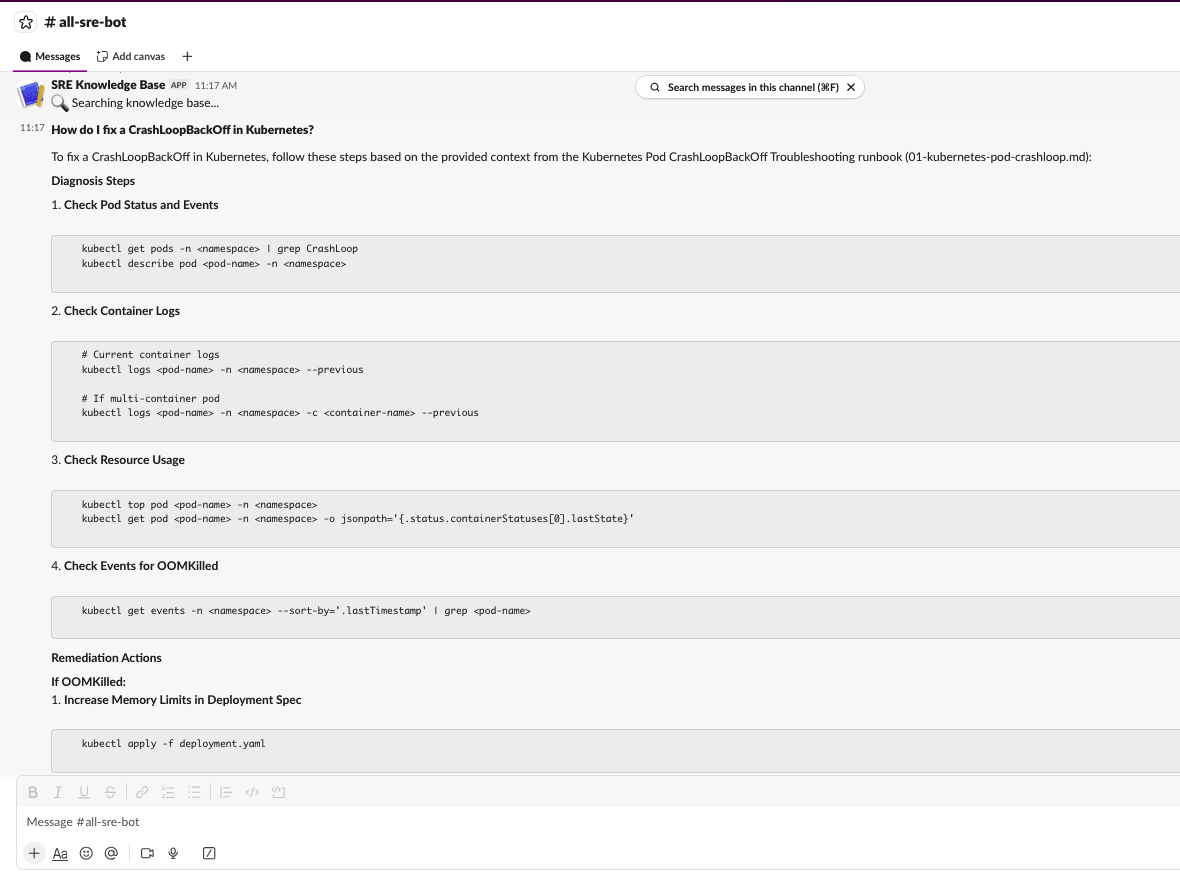 # all-sre-bot
Messages Add canvas +
SRE Knowledge Base APP 11:17 AM
Search messages in this channel (⌘F)
Searching knowledge base...
11:17 How do I fix a CrashLoopBackOff in Kubernetes?
To fix a CrashLoopBackOff in Kubernetes, follow these steps based on the provided context from the Kubernetes Pod CrashLoopBackOff Troubleshooting runbook (01-kubernetes-pod-crashloop.md):
Diagnosis Steps
1. Check Pod Status and Events
kubectl get pods -n <namespace> | grep CrashLoop
kubectl describe pod <pod-name> -n <namespace>
2. Check Container Logs
# Current container logs
kubectl logs <pod-name> -n <namespace> --previous
# If multi-container pod
kubectl logs <pod-name> -n <namespace> -c <container-name> --previous
3. Check Resource Usage
kubectl top pod <pod-name> -n <namespace>
kubectl get pod <pod-name> -n <namespace> -o jsonpath='{.status.containerStatuses[0].lastState}'
4. Check Events for OOMKilled
kubectl get events -n <namespace> --sort-by='.lastTimestamp' | grep <pod-name>
Remediation Actions
If OOMKilled:
1. Increase Memory Limits in Deployment Spec
kubectl apply -f deployment.yaml
B I U S
Message #all-sre-bot
+ Aa @